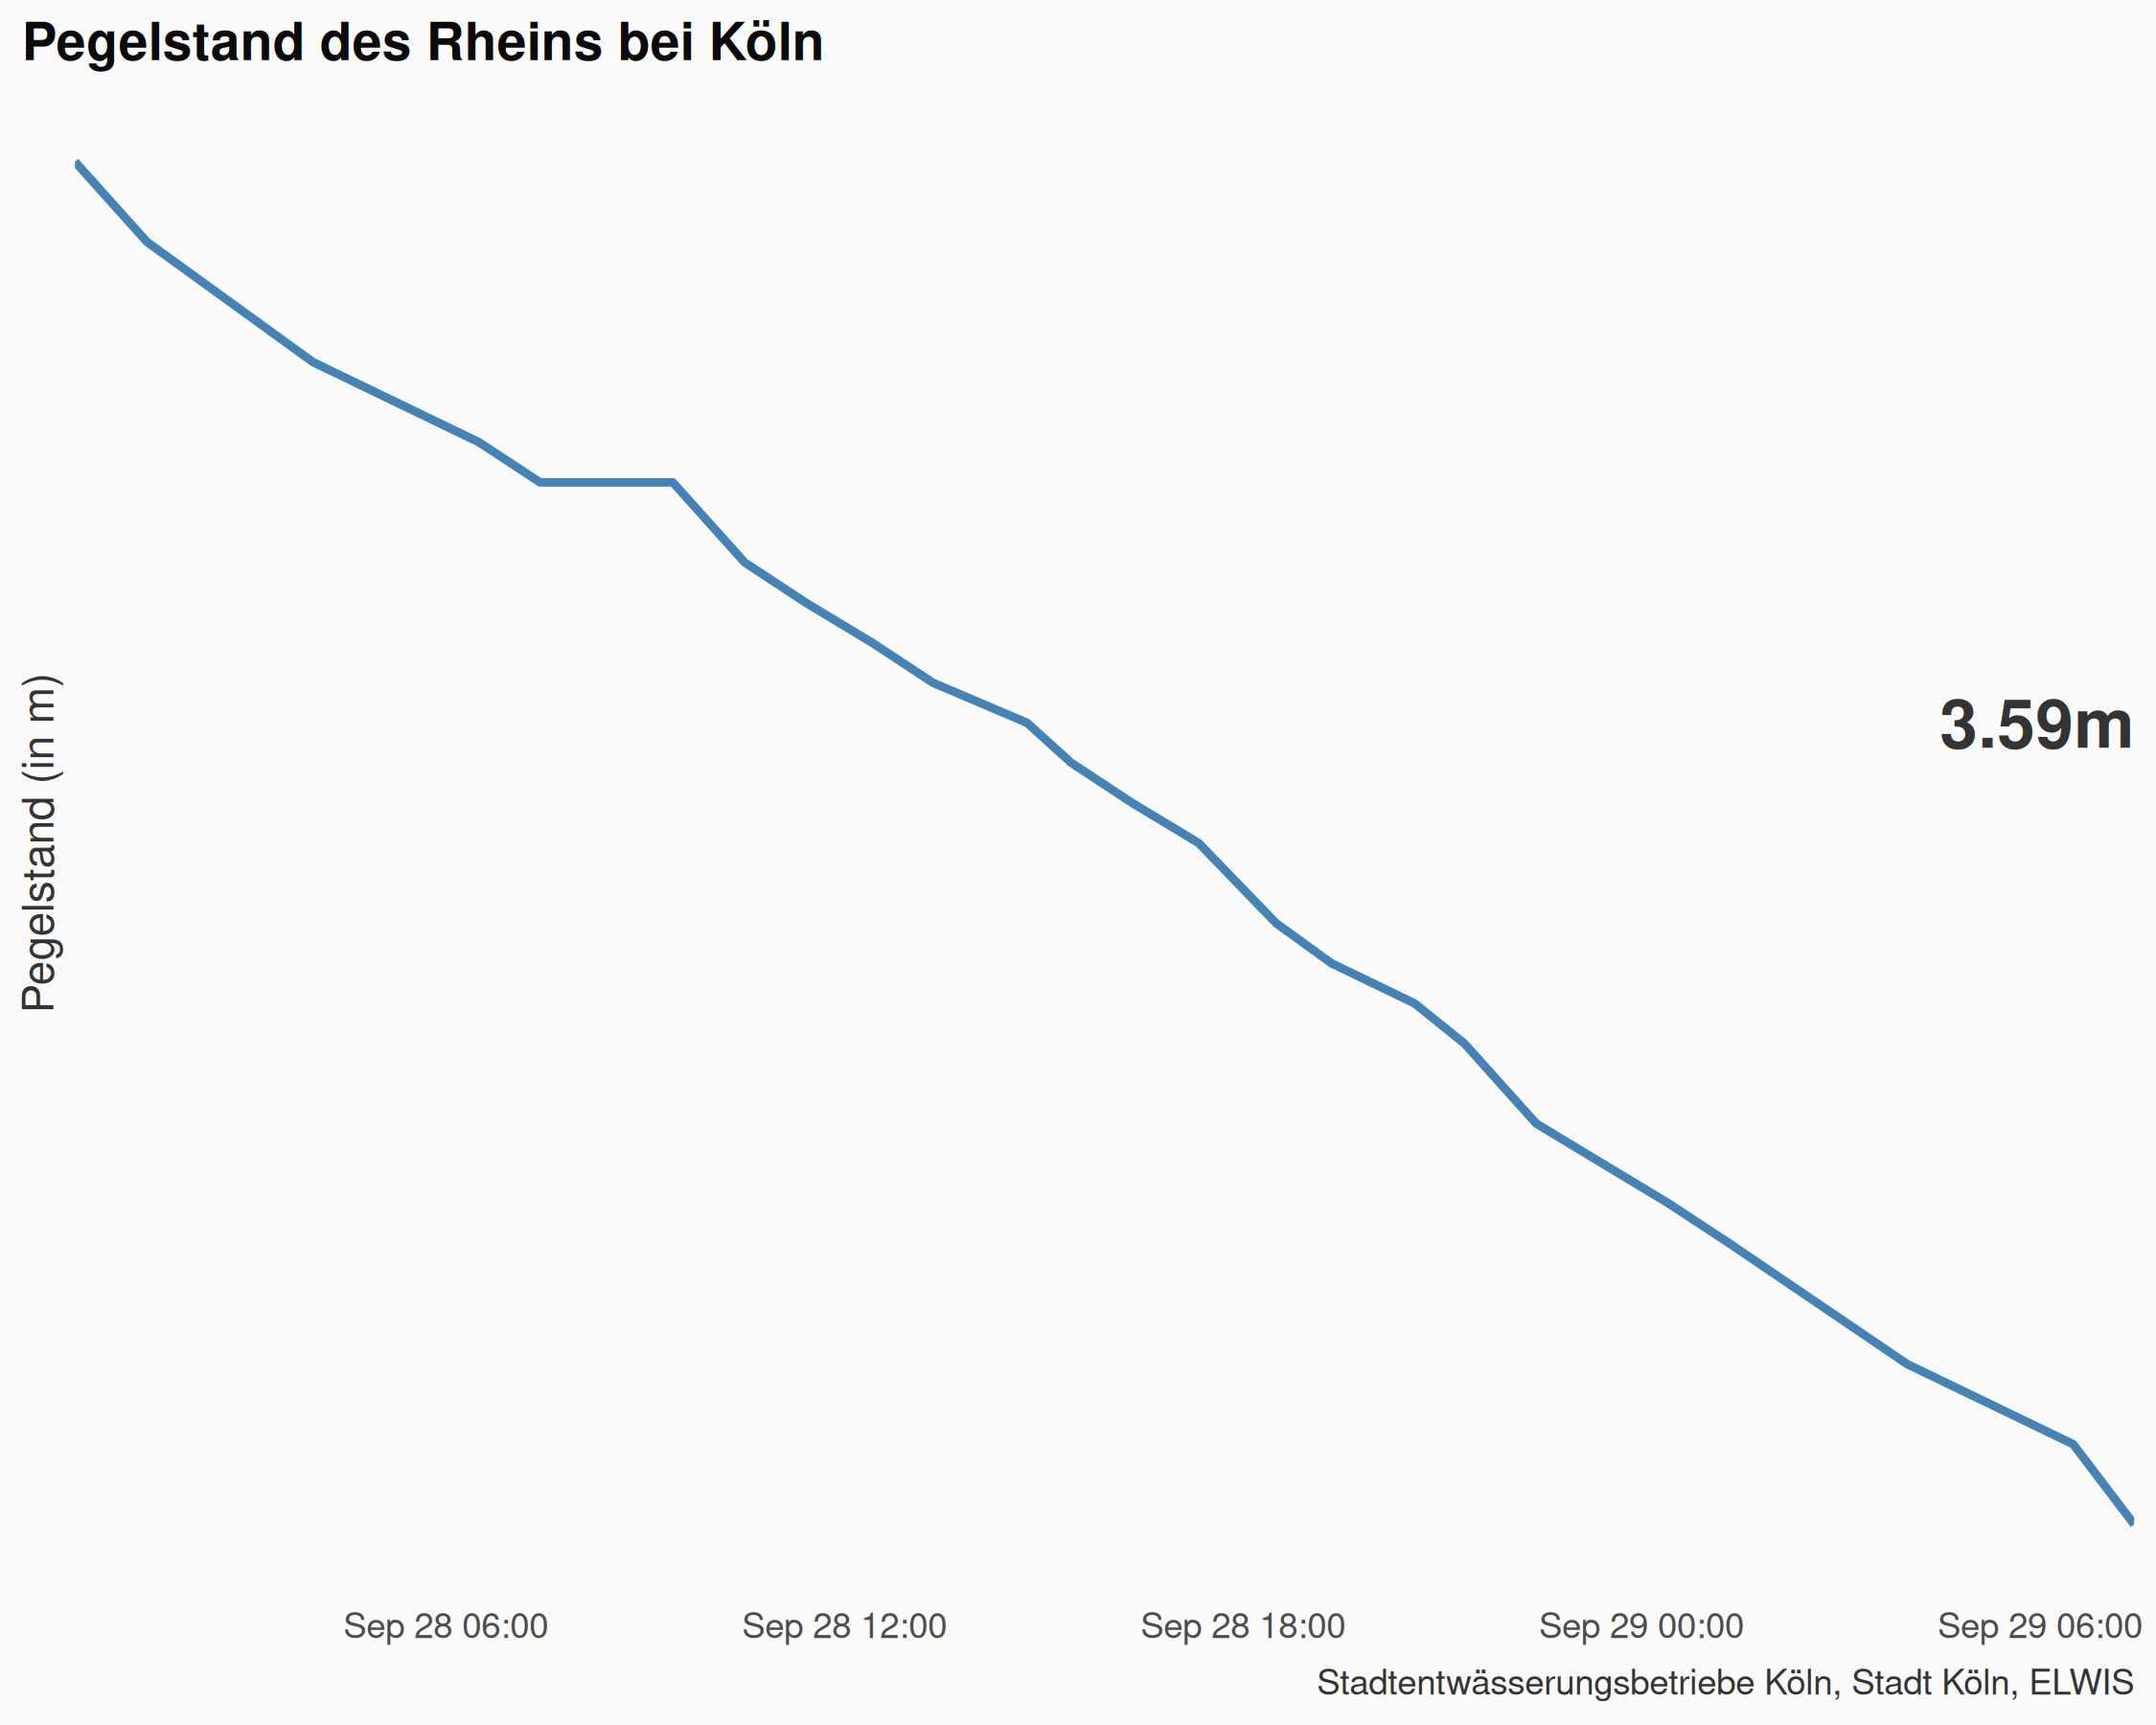 Pegelstand des Rheins bei Köln
Pegelstand (in m)
3.59m
Sep 28 06:00
Sep 28 12:00
Sep 28 18:00
Sep 29 00:00
Sep 29 06:00
Stadtentwässerungsbetriebe Köln, Stadt Köln, ELWIS